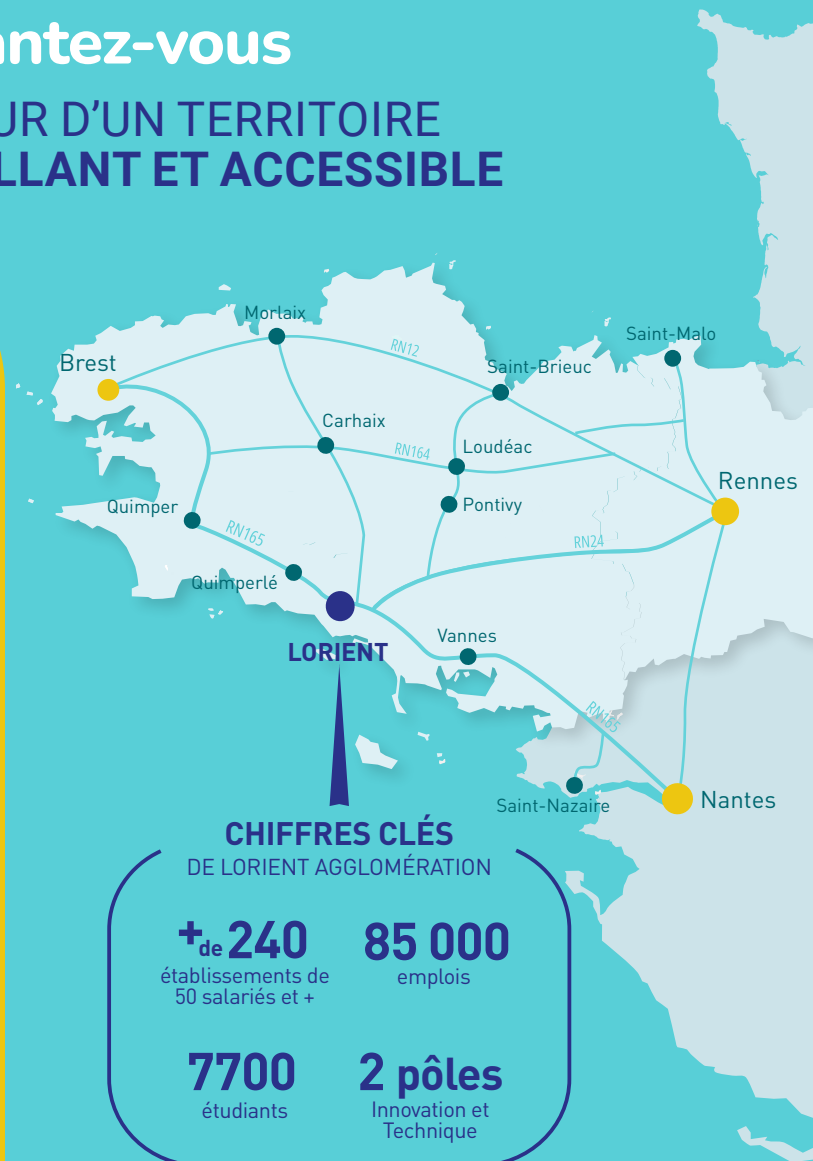 antez-vous
UR D'UN TERRITOIRE
LLANT ET ACCESSIBLE
Morlaix
RN12
Saint-Malo
Brest
Saint-Brieuc
Carhaix
RN164
Loudéac
Rennes
Quimper
Pontivy
RN165
RN24
Quimperlé
Vannes
LORIENT
RN165
Saint-Nazaire
Nantes
CHIFFRES CLÉS
DE LORIENT AGGLOMÉRATION
+ de 240
établissements de
50 salariés et +
85 000
emplois
7700
étudiants
2 pôles
Innovation et
Technique